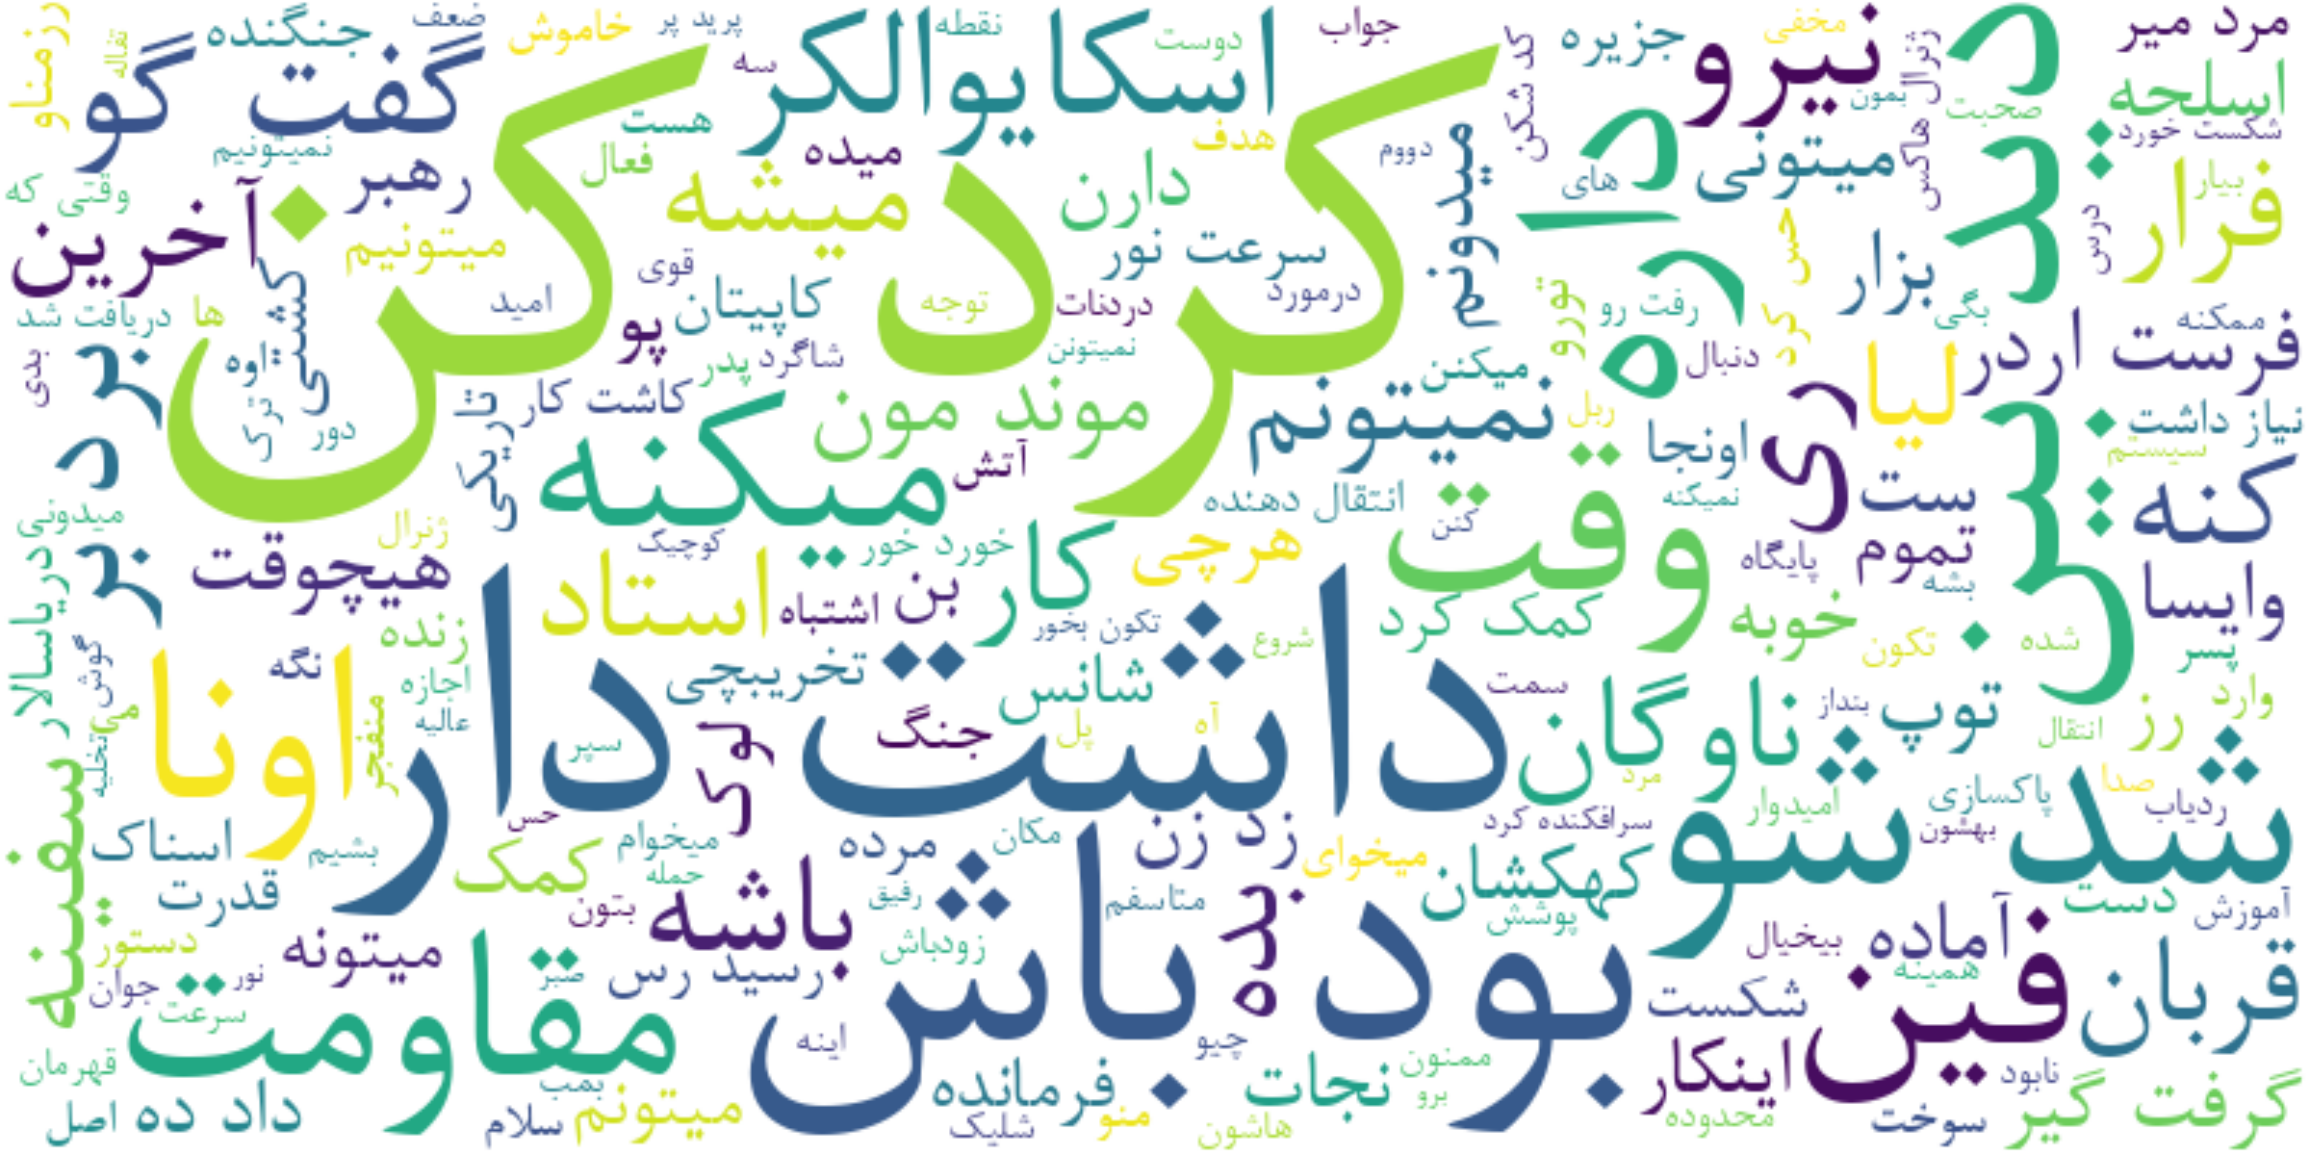 کرد کن
داشت دار
بود باش
شد شو
دید
بین
گفت گو
اسکایوالکر
نیرو
داره
جزیره
جنگنده
ضعف
خاموش
پرید پر
نقطه
دوست
سه
جواب
کد شکن
مخفی
ژنرال هاکس
مرد میر
اسلحه
شکست خورد
رزمناو
تفاله
نمیتونیم
هست
فعال
میده
هدف
دووم
میدونم
های
میتونی
بمون
صحبت
فرار
بیار
درس
وقتی که
آخرین
رهبر
میشه
دارن
سرعت نور
میتونیم
قوی
امید
کاپیتان
توجه
دردنات
درمورد
تورو
رفت رو
حس کرد
بزار
بگی
ممکنه
فرست اردر
دریافت شد
ها
کشتی
اوه
پو
شاگرد
نمیتونن
پدر
کاشت کار
موند مون
میکنن
نمیتونم
دنبال
لیا
ری
ربل
اونجا
نیاز داشت
سیستم
بدی
ترک
دور
تاریکی
میکنه
آتش
انتقال دهنده
وقت
کنن
نمیکنه
ست
کنه
میدونی
ژنرال
کوچیک
خورد خور
هرچی
پایگاه
تموم
بشه
وایسا
هیچوقت
استاد
اشتباه
بن
کار
تکون بخور
شروع
کمک کرد
خوبه
تکون
شده
پسر
دریاسالار
زنده
گوش
نگه
اونا
اجازه
عالیه
منفجر
می
تخلیه
تخریبچی
شانس
سمت
ناوگان
بنداز
توپ
وارد
رز
انتقال
سپر
لوک
جنگ
پل
آه
مرد
سفینه
اسناک
بشیم
حس
کمک
میخوام
حمله
مرده
مکان
زد زن
سرافکنده کرد
میخوای
کهکشان
امیدوار
پاکسازی
بهشون
صدا
ردیاب
قدرت
بتون
باشه
رفیق
متاسفم
بده
پوشش
دست
آموزش
دستور
میتونه
صبر
رسید رس
زودباش
بیخیال
آماده
همینه
قربان
جوان
نور
سرعت
مقاومت
اینه
چیو
شکست
فین
قهرمان
بمب
فرمانده
نجات
ممنون
برو
اینکار
نابود
اصل
داد ده
سلام
میتونم
شلیک
منو
هاشون
محدوده
سوخت
گرفت گیر